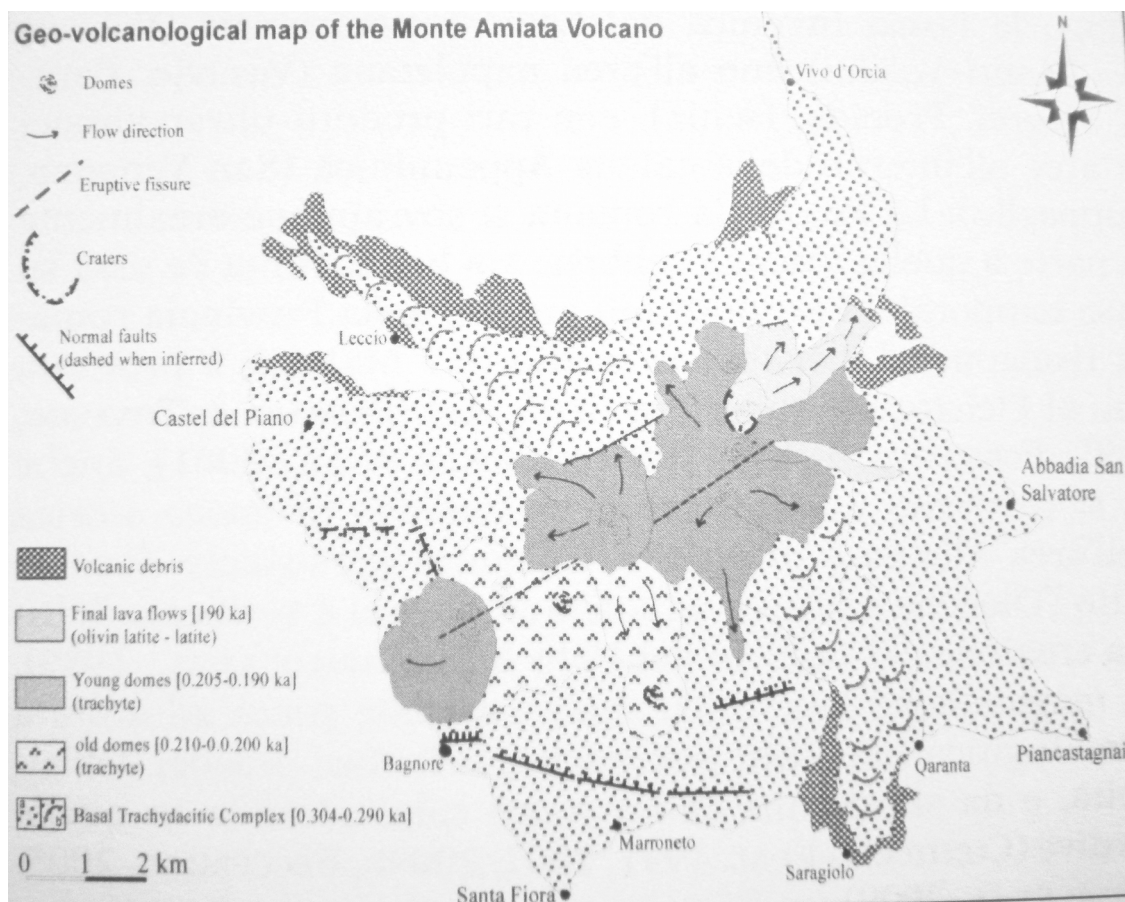 Geo-volcanological map of the Monte Amiata Volcano
N
Domes
Flow direction
Eruptive fissure
Craters
Normal faults
(dashed when inferred)
Vivo d'Orcia
Leccio
Castel del Piano
Abbadia San
Salvatore
Volcanic debris
Final lava flows [190 ka]
(olivin latite - latite)
Young domes [0.205-0.190 ka]
(trachyte)
old domes [0.210-0.0.200 ka]
(trachyte)
Basal Trachydacitic Complex [0.304-0.290 ka]
Bagnore
Qaranta
Piancastagnai
Marroneto
Saragiolo
Santa Fiora
0 1 2 km